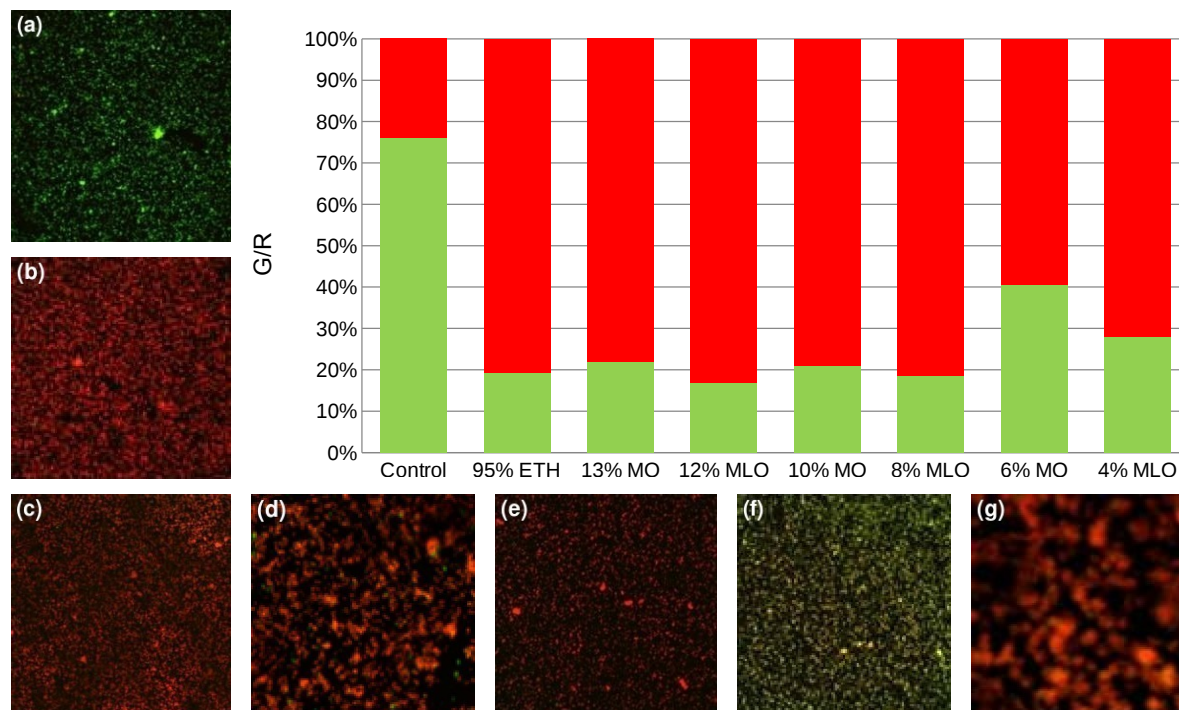 (a)
(b)
G/R
100%
90%
80%
70%
60%
50%
40%
30%
20%
10%
0%
Control 95% ETH 13% MO 12% MLO 10% MO 8% MLO 6% MO 4% MLO
(c) (d) (e) (f) (g)